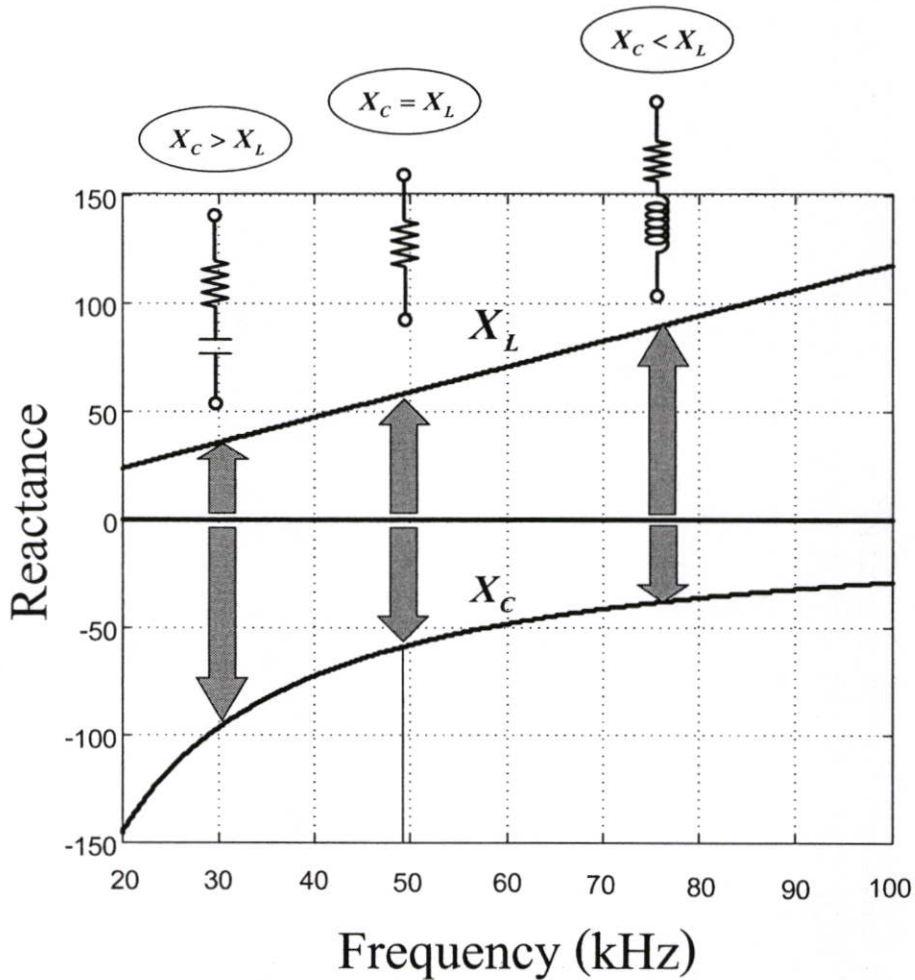 X_C < X_L
X_C = X_L
X_C > X_L
150
100
50
0
-50
-100
-150
X_L
X_C
Reactance
20 30 40 50 60 70 80 90 100
Frequency (kHz)